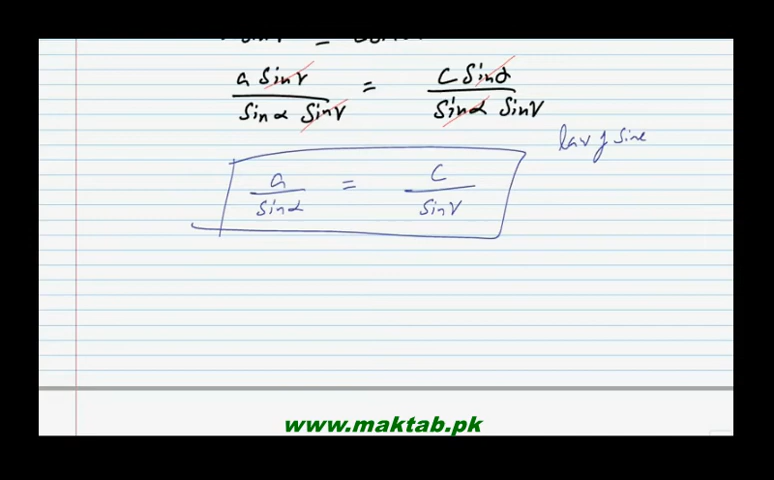 a Sinγ / Sinα Sinγ = C Sinα / Sinα Sinγ
law of Sine
a / Sinα = C / Sinγ
www.maktab.pk